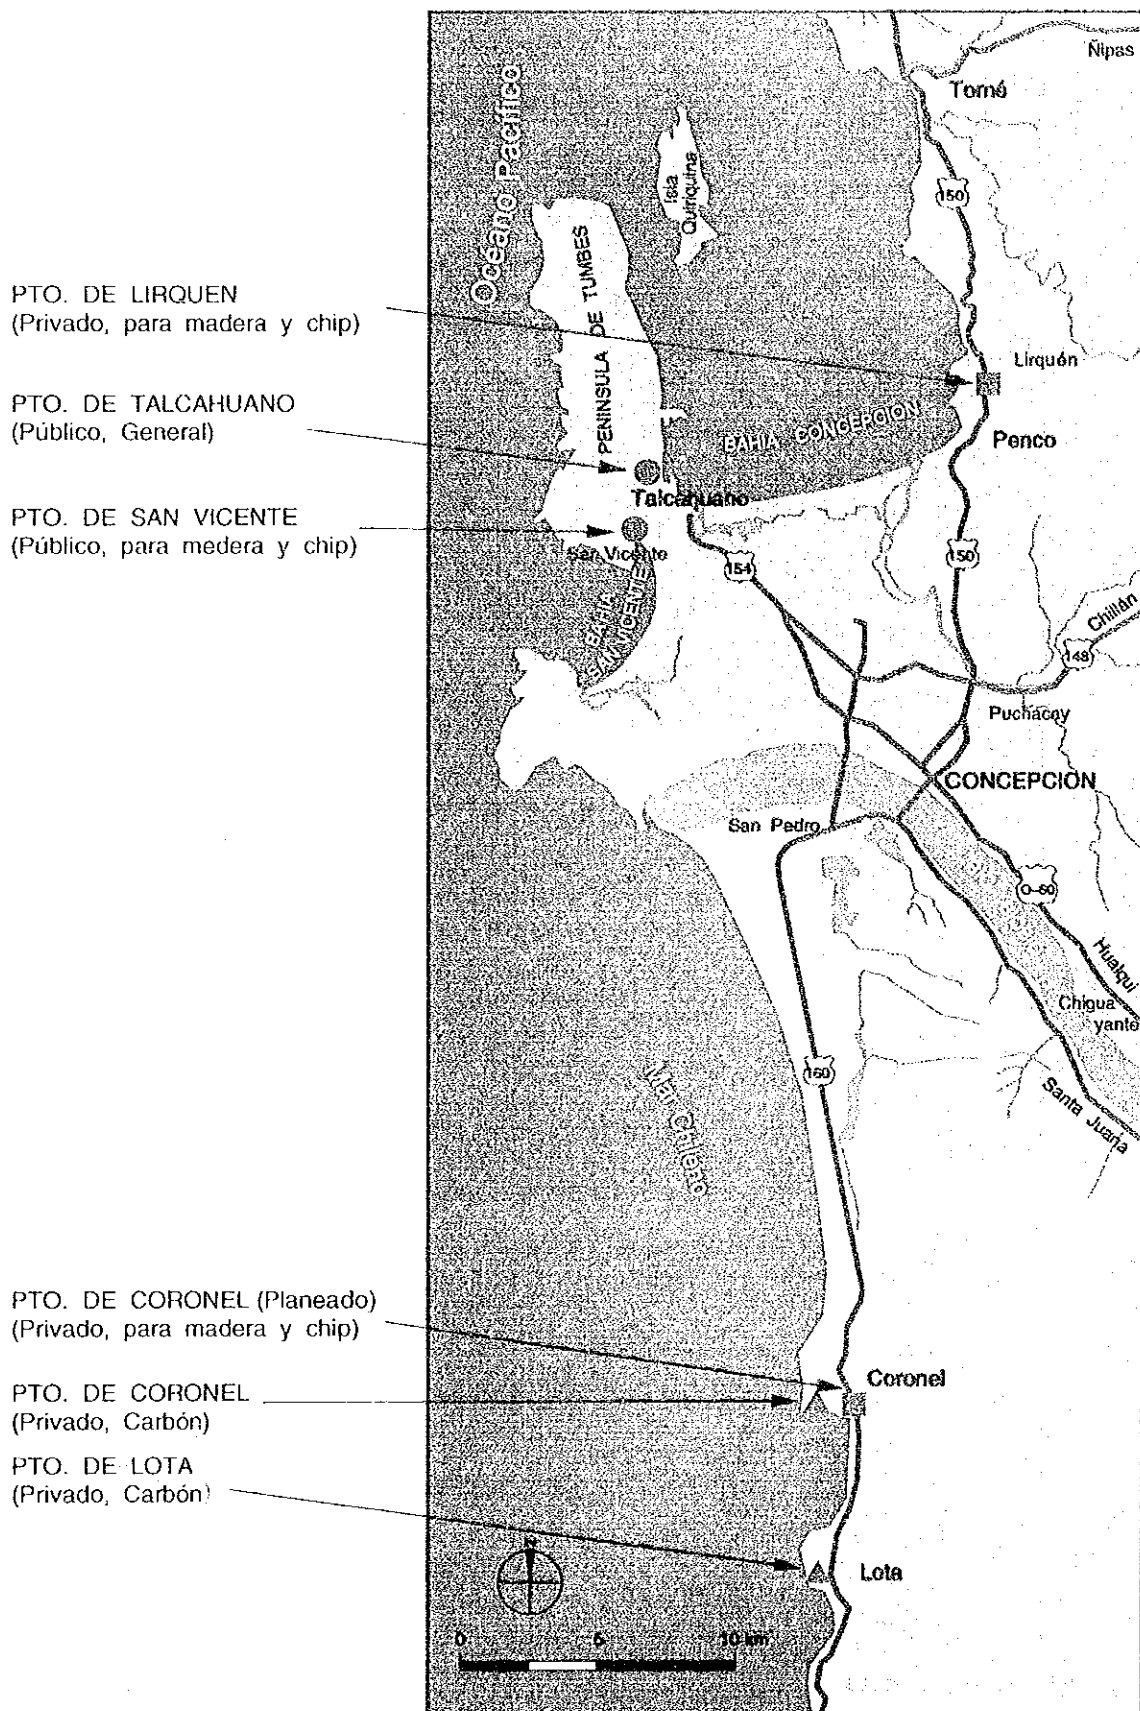 PTO. DE LIRQUEN
(Privado, para madera y chip)
PTO. DE TALCAHUANO
(Público, General)
PTO. DE SAN VICENTE
(Público, para medera y chip)
PTO. DE CORONEL (Planeado)
(Privado, para madera y chip)
PTO. DE CORONEL
(Privado, Carbón)
PTO. DE LOTA
(Privado, Carbón)
Océano Pacífico
Isla
Quiriquina
PENINSULA DE TUMBES
Ñipas
Tomé
150
Lirquén
Penco
BAHIA CONCEPCION
Talcahuano
San Vicente
BAHIA
SAN VICENTE
154
150
Chillán
148
Puchacay
CONCEPCION
San Pedro
O-60
Hualqui
Chigua
yante
Santa Juana
160
Mar Chileno
Coronel
Lota
N
0 5 10 km